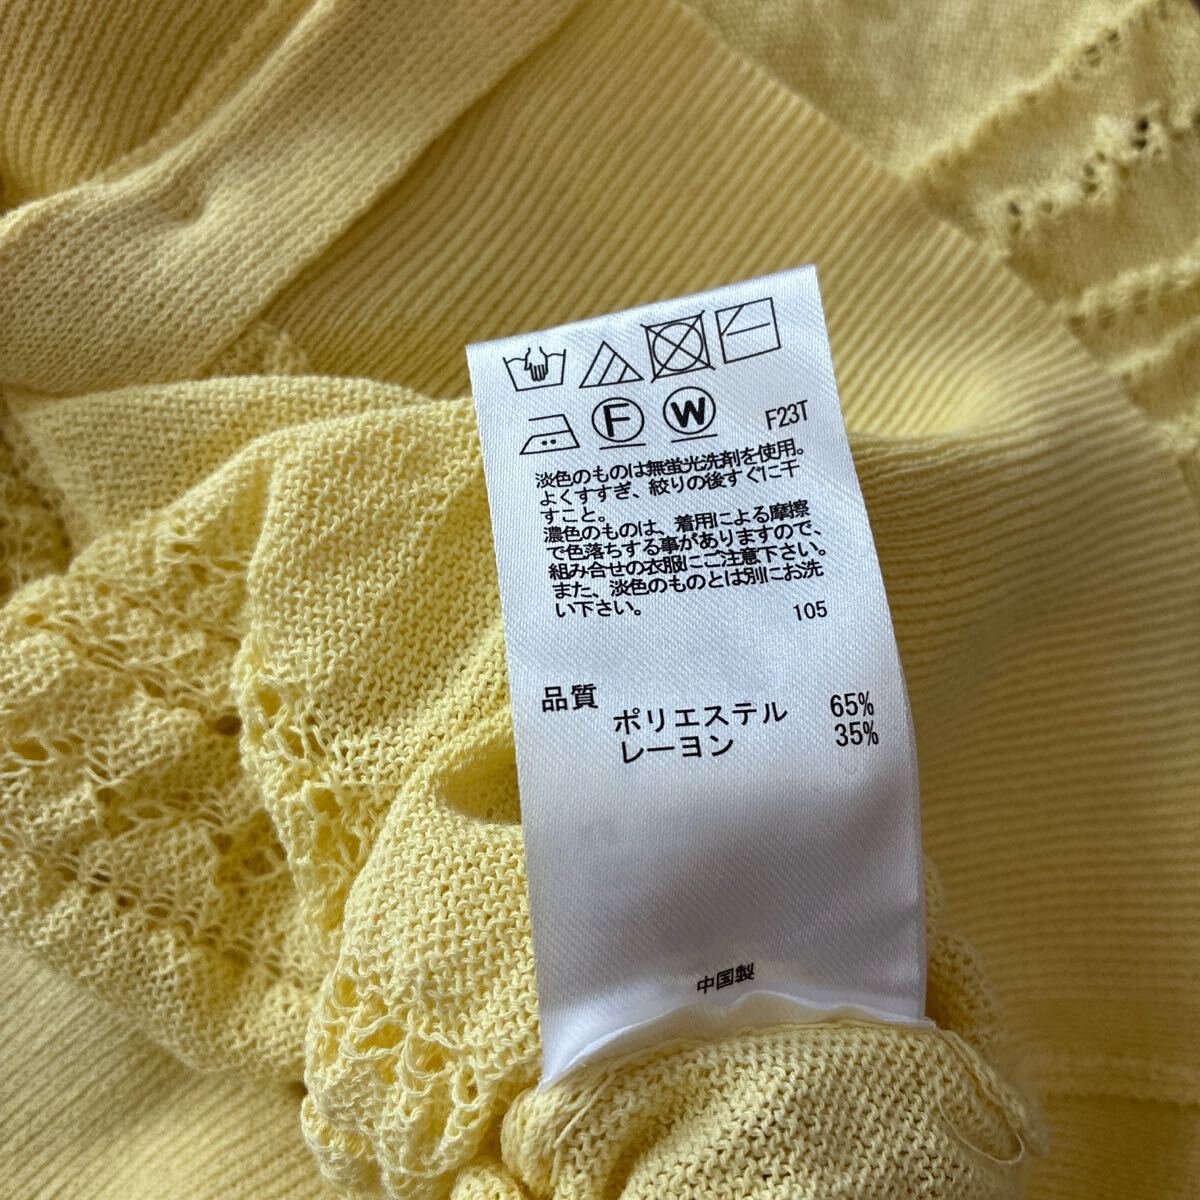 F W F23T
淡色のものは無蛍光洗剤を使用。
よくすすぎ、絞りの後すぐに干
すこと。
濃色のものは、着用による摩擦
で色落ちする事がありますので、
組み合せの衣服にご注意下さい。
また、淡色のものとは別にお洗
い下さい。 105
品質
ポリエステル 65%
レーヨン 35%
中国製